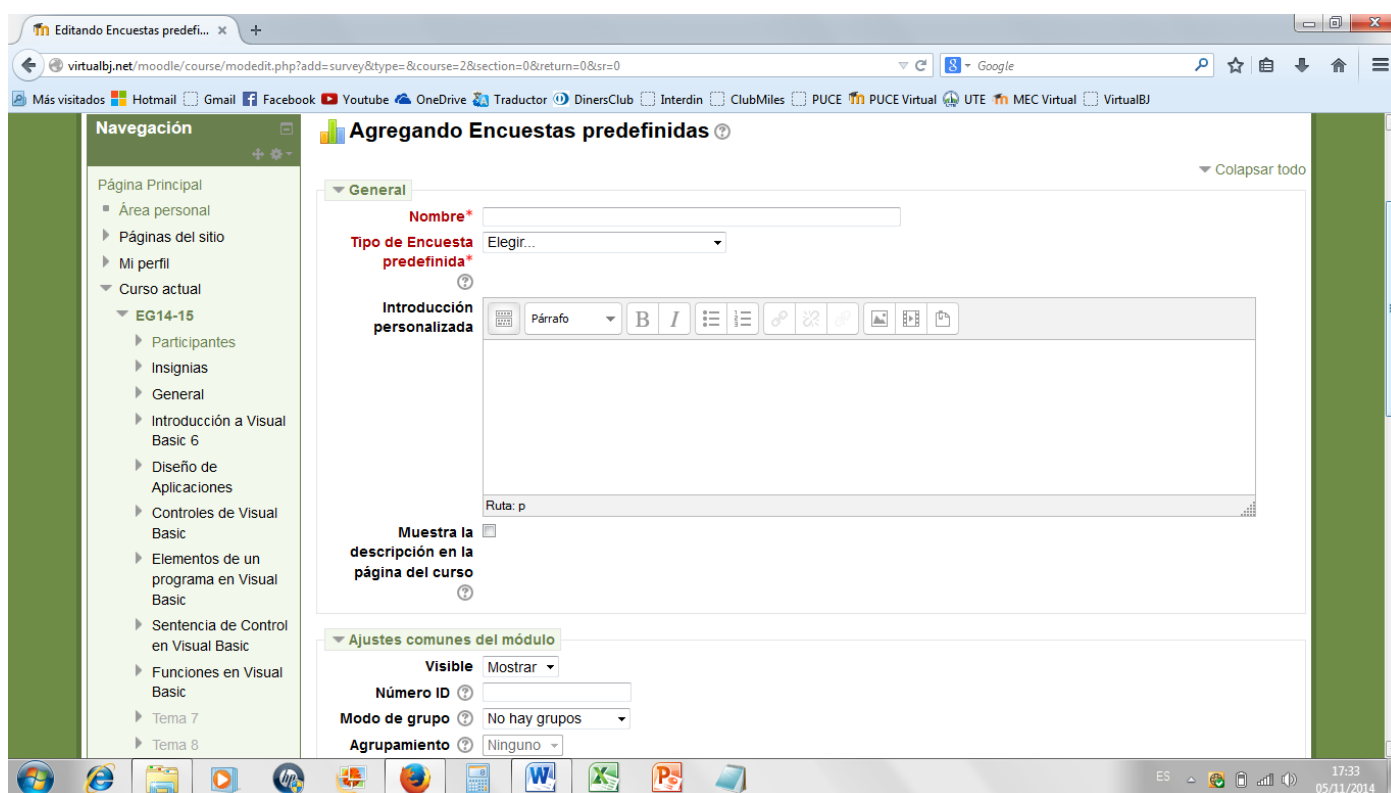 Editando Encuestas predefi...
virtualbj.net/moodle/course/modedit.php?add=survey&type=&course=2&section=0&return=0&sr=0
Google
Más visitados Hotmail Gmail Facebook Youtube OneDrive Traductor DinersClub Interdin ClubMiles PUCE PUCE Virtual UTE MEC Virtual VirtualBJ
Navegación
Página Principal
Área personal
Páginas del sitio
Mi perfil
Curso actual
EG14-15
Participantes
Insignias
General
Introducción a Visual
Basic 6
Diseño de
Aplicaciones
Controles de Visual
Basic
Elementos de un
programa en Visual
Basic
Sentencia de Control
en Visual Basic
Funciones en Visual
Basic
Tema 7
Tema 8
Agregando Encuestas predefinidas
Colapsar todo
General
Nombre*
Tipo de Encuesta Elegir...
predefinida*
Introducción
personalizada
Párrafo B I
Ruta: p
Muestra la
descripción en la
página del curso
Ajustes comunes del módulo
Visible Mostrar
Número ID
Modo de grupo No hay grupos
Agrupamiento Ninguno
ES
17:33
05/11/2014